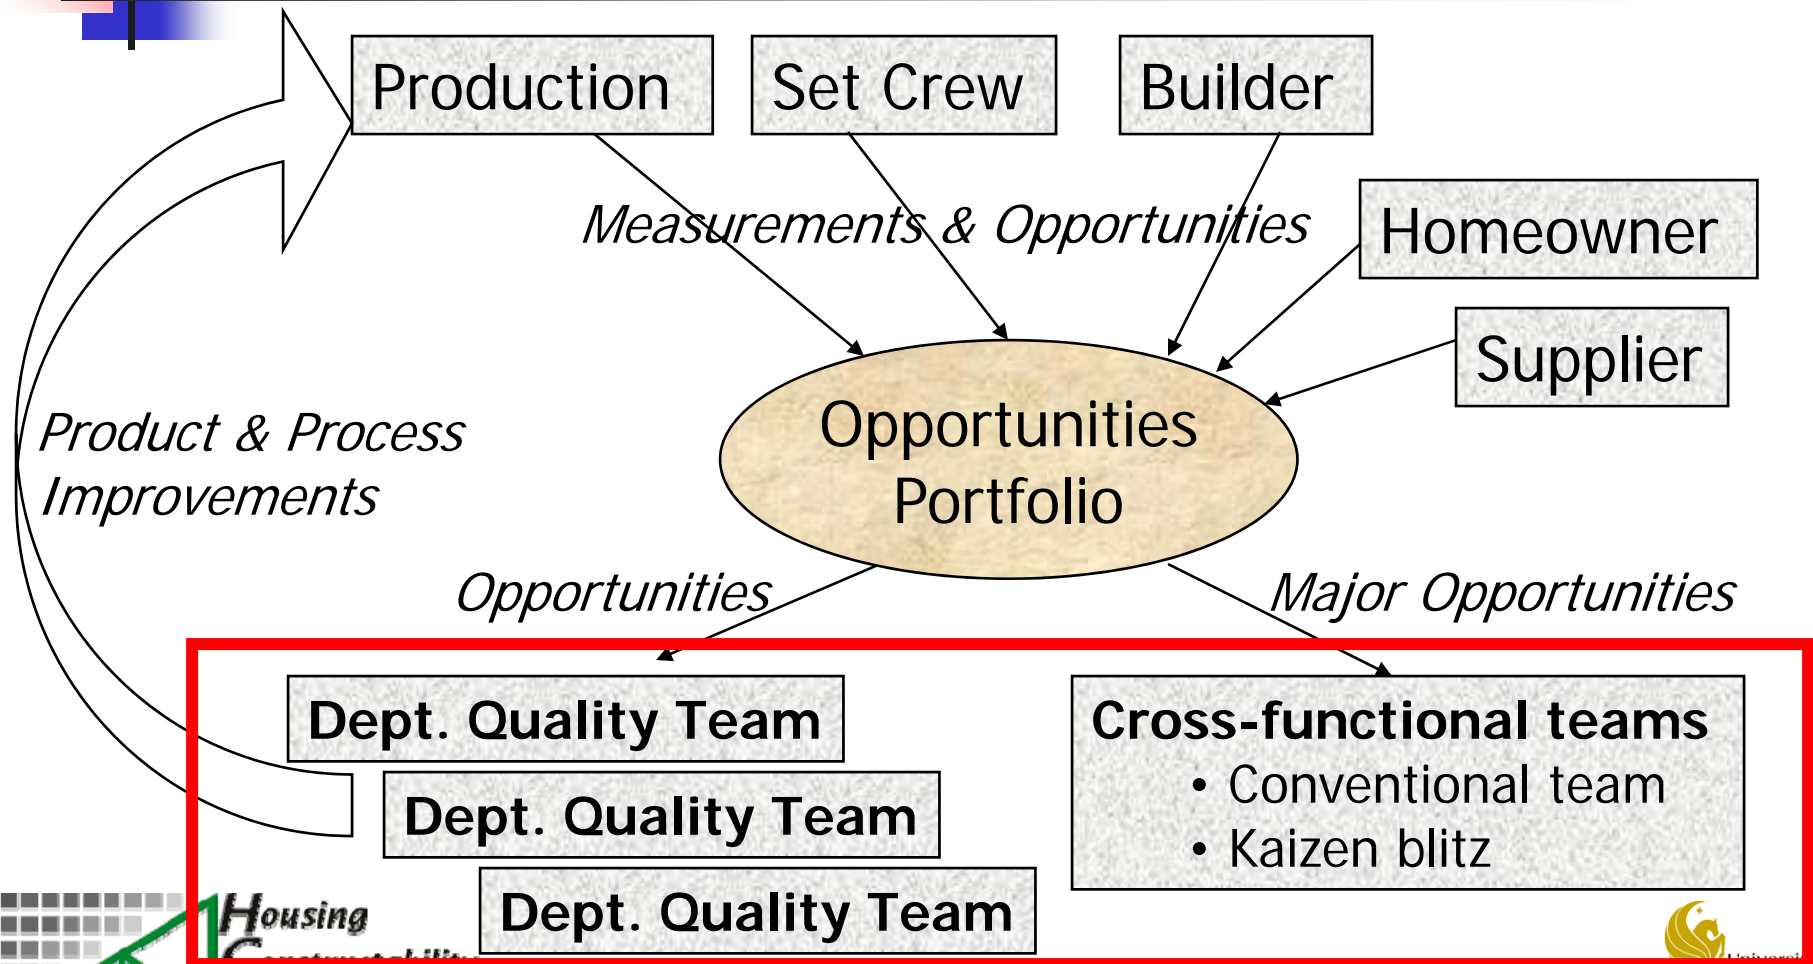 Production
Set Crew
Builder
Measurements & Opportunities
Homeowner
Supplier
Opportunities
Portfolio
Product & Process
Improvements
Opportunities
Major Opportunities
Dept. Quality Team
Dept. Quality Team
Dept. Quality Team
Cross-functional teams
• Conventional team
• Kaizen blitz
Housing